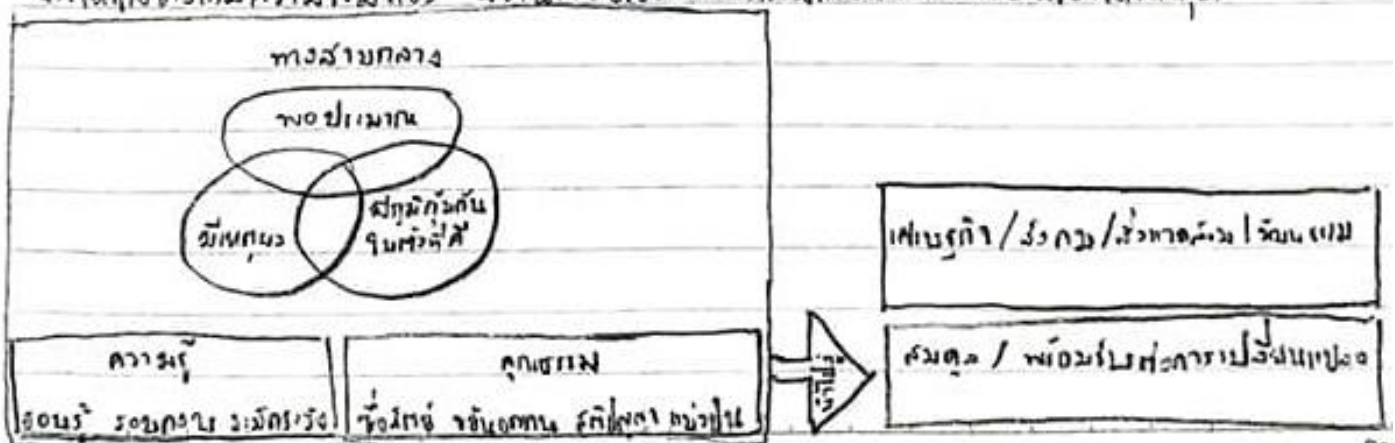 ทางสายกลาง
พอประมาณ
มีเหตุผล
มีภูมิคุ้มกัน
ในตัวที่ดี
เศรษฐกิจ/สังคม/สิ่งแวดล้อม/วัฒนธรรม
ความรู้
รอบรู้ รอบคอบ ระมัดระวัง
คุณธรรม
ซื่อสัตย์ ขยันอดทน สติปัญญา แบ่งปัน
นำไปสู่
สมดุล / พร้อมรับต่อการเปลี่ยนแปลง